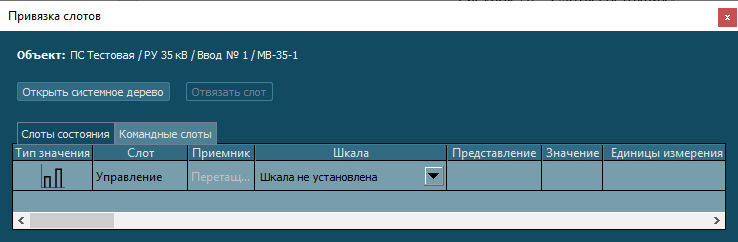 Привязка слотов
Объект: ПС Тестовая / РУ 35 кВ / Ввод № 1 / МВ-35-1
Открыть системное дерево Отвязать слот
Слоты состояния Командные слоты
Тип значения Слот Приемник Шкала Представление Значение Единицы измерения
Управление Перетащ... Шкала не установлена